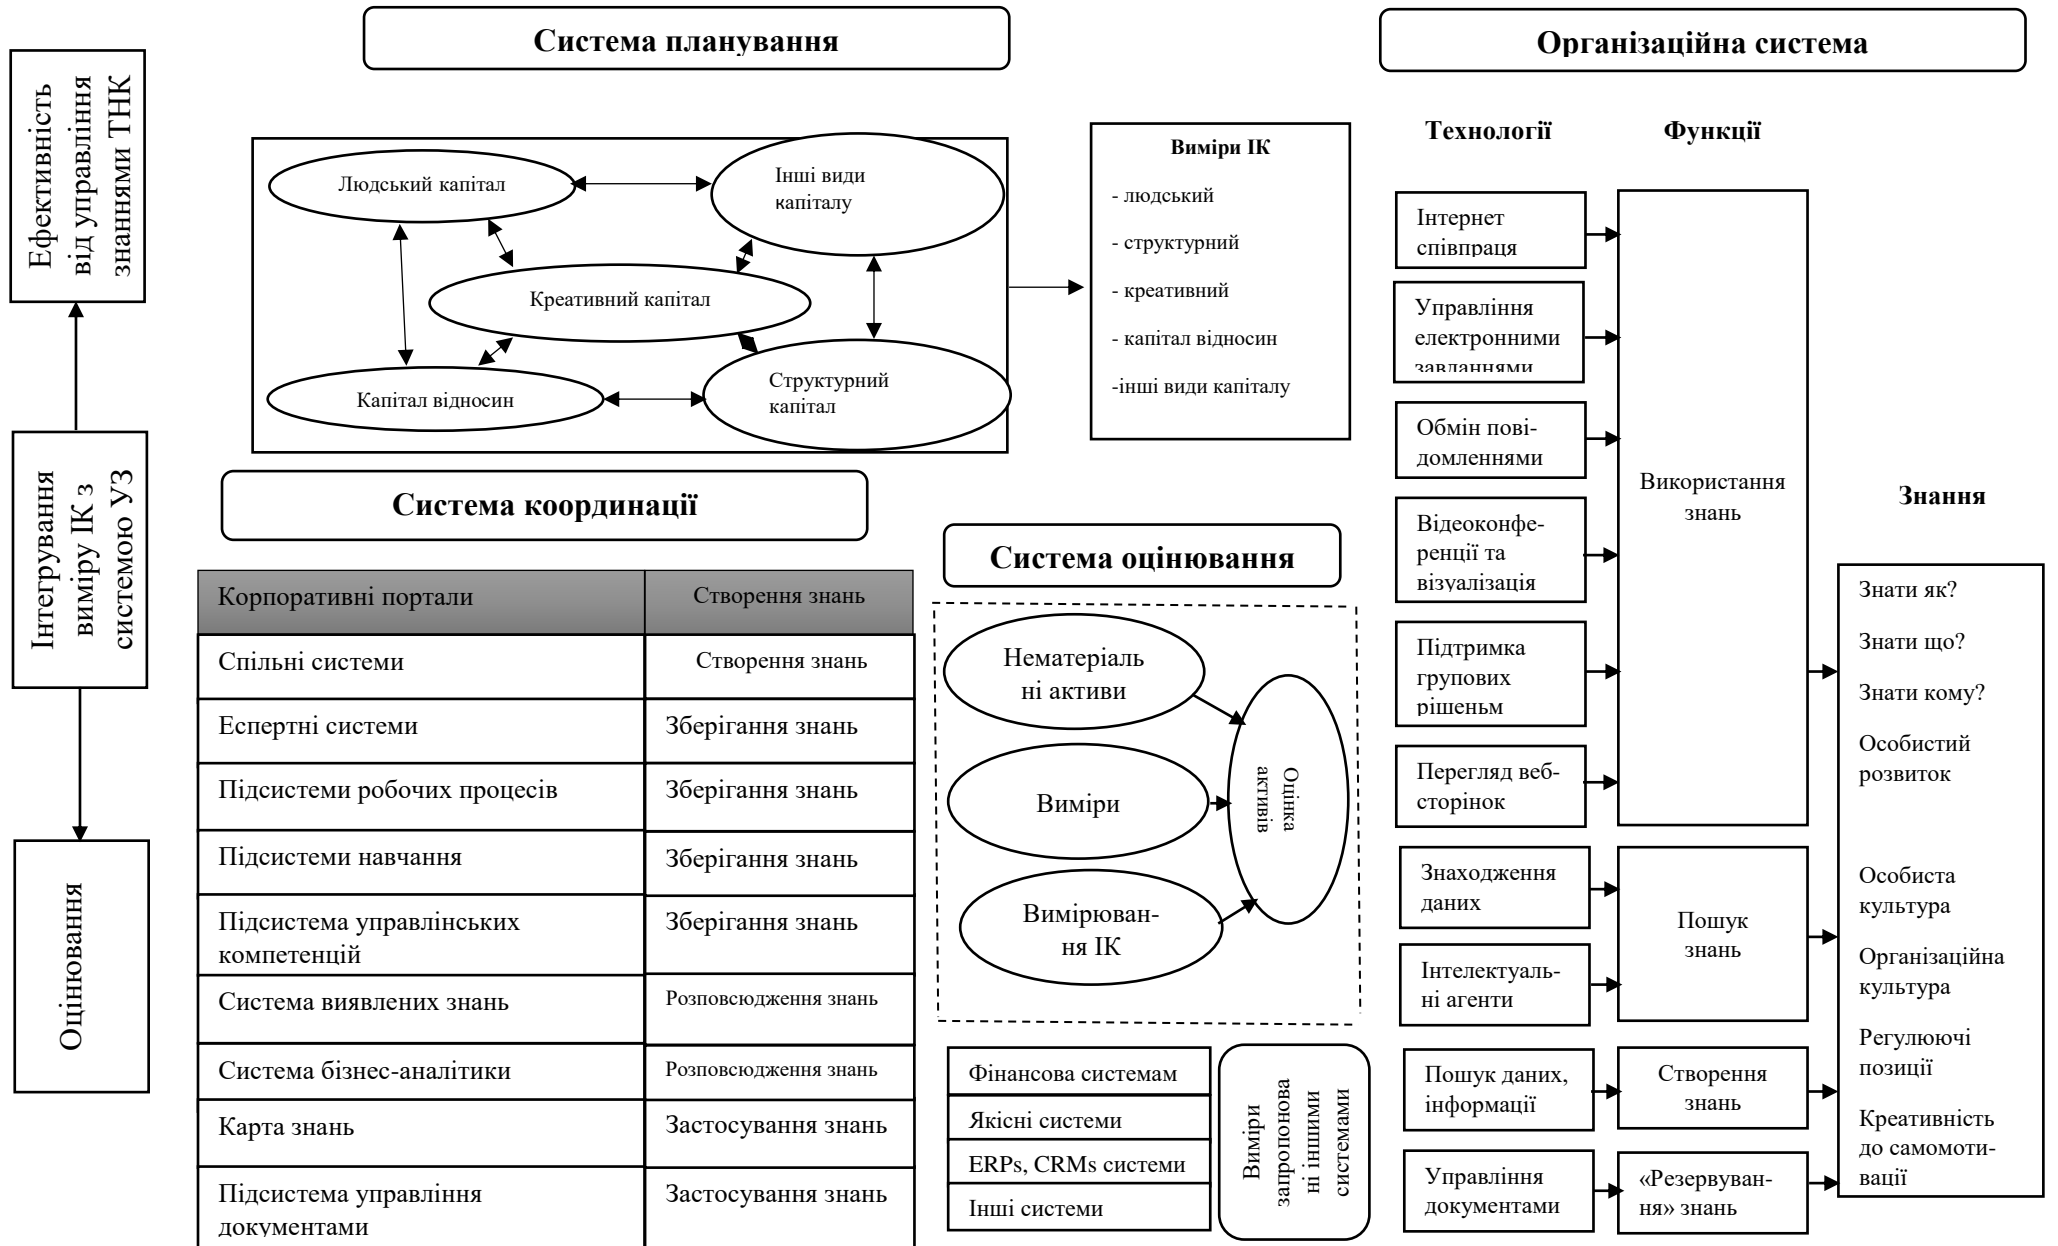 Система планування
Організаційна система
Ефективність
від управління
знаннями ТНК
Інтегрування
виміру ІК з
системою УЗ
Оцінювання
Людський капітал
Інші види
капіталу
Креативний капітал
Капітал відносин
Структурний
капітал
Виміри ІК
- людський
- структурний
- креативний
- капітал відносин
-інші види капіталу
Система координації
Корпоративні портали
Створення знань
Спільні системи
Створення знань
Еспертні системи
Зберігання знань
Підсистеми робочих процесів
Зберігання знань
Підсистеми навчання
Зберігання знань
Підсистема управлінських
компетенцій
Зберігання знань
Система виявлених знань
Розповсюдження знань
Система бізнес-аналітики
Розповсюдження знань
Карта знань
Застосування знань
Підсистема управління
документами
Застосування знань
Система оцінювання
Нематеріаль
ні активи
Виміри
Вимірюван-
ня ІК
Оцінка
активів
Фінансова системам
Якісні системи
ERPs, CRMs системи
Інші системи
Виміри
запропонова
ні іншими
системами
Технології
Функції
Інтернет
співпраця
Управління
електронними
завданнями
Обмін пові-
домленнями
Відеоконфе-
ренції та
візуалізація
Підтримка
групових
рішеньм
Перегляд веб-
сторінок
Знаходження
даних
Інтелектуаль-
ні агенти
Пошук даних,
інформації
Управління
документами
Використання
знань
Пошук
знань
Створення
знань
«Резервуван-
ня» знань
Знання
Знати як?
Знати що?
Знати кому?
Особистий
розвиток
Особиста
культура
Організаційна
культура
Регулюючі
позиції
Креативність
до самомоти-
вації